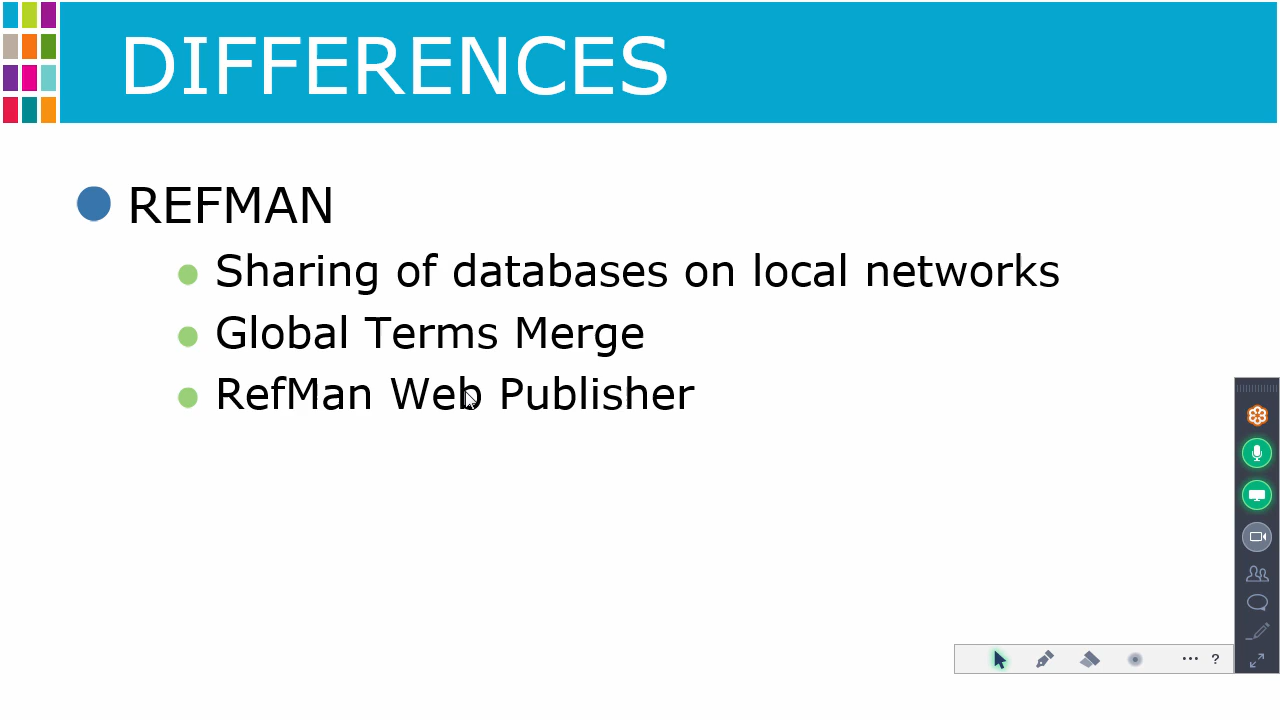 DIFFERENCES
REFMAN
Sharing of databases on local networks
Global Terms Merge
RefMan Web Publisher
... ?